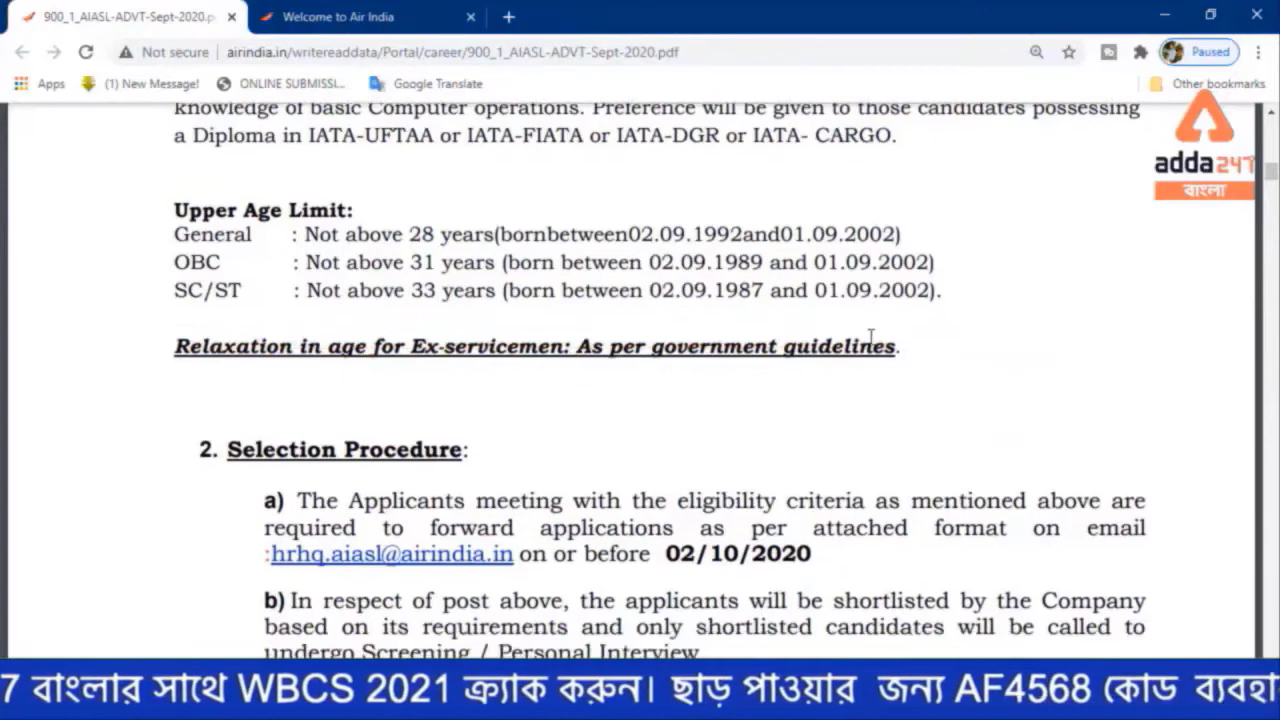 900_1_AIASL-ADVT-Sept-2020.p
Welcome to Air India
Not secure
airindia.in/writereaddata/Portal/career/900_1_AIASL-ADVT-Sept-2020.pdf
Paused
Apps
(1) New Message!
ONLINE SUBMISSI...
Google Translate
Other bookmarks
knowledge of basic Computer operations. Preference will be given to those candidates possessing
a Diploma in IATA-UFTAA or IATA-FIATA or IATA-DGR or IATA- CARGO.
adda247
বাংলা
Upper Age Limit:
General : Not above 28 years(bornbetween02.09.1992and01.09.2002)
OBC : Not above 31 years (born between 02.09.1989 and 01.09.2002)
SC/ST : Not above 33 years (born between 02.09.1987 and 01.09.2002).
Relaxation in age for Ex-servicemen: As per government guidelines.
2. Selection Procedure:
a) The Applicants meeting with the eligibility criteria as mentioned above are
required to forward applications as per attached format on email
:hrhq.aiasl@airindia.in on or before 02/10/2020
b) In respect of post above, the applicants will be shortlisted by the Company
based on its requirements and only shortlisted candidates will be called to
undergo Screening / Personal Interview
7 বাংলার সাথে WBCS 2021 ক্র্যাক করুন। ছাড় পাওয়ার জন্য AF4568 কোড ব্যবহা